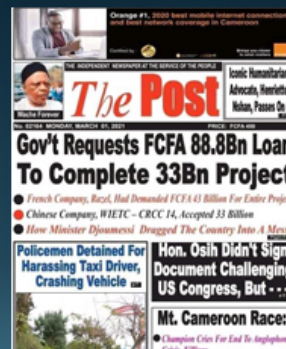 Orange #1, 2020 best mobile internet connection
and best network coverage in Cameroon
Certified by
THE INDEPENDENT NEWSPAPER AT THE SERVICE OF THE PEOPLE
The Post
Wache Forever
Iconic Humanitarian
Advocate, Henriette
Nshan, Passes On
No. 02164 MONDAY, MARCH 01, 2021 PRICE: FCFA 400
Gov't Requests FCFA 88.8Bn Loan
To Complete 33Bn Project
French Company, Razel, Had Demanded FCFA 43 Billion For Entire Proje
Chinese Company, WIETC - CRCC 14, Accepted 33 Billion
How Minister Djoumessi Dragged The Country Into A Mess
Policemen Detained For
Harassing Taxi Driver,
Crashing Vehicle
Hon. Osih Didn't Sign
Document Challenging
US Congress, But - - -
Mt. Cameroon Race:
Champion Cries For End To Anglophone